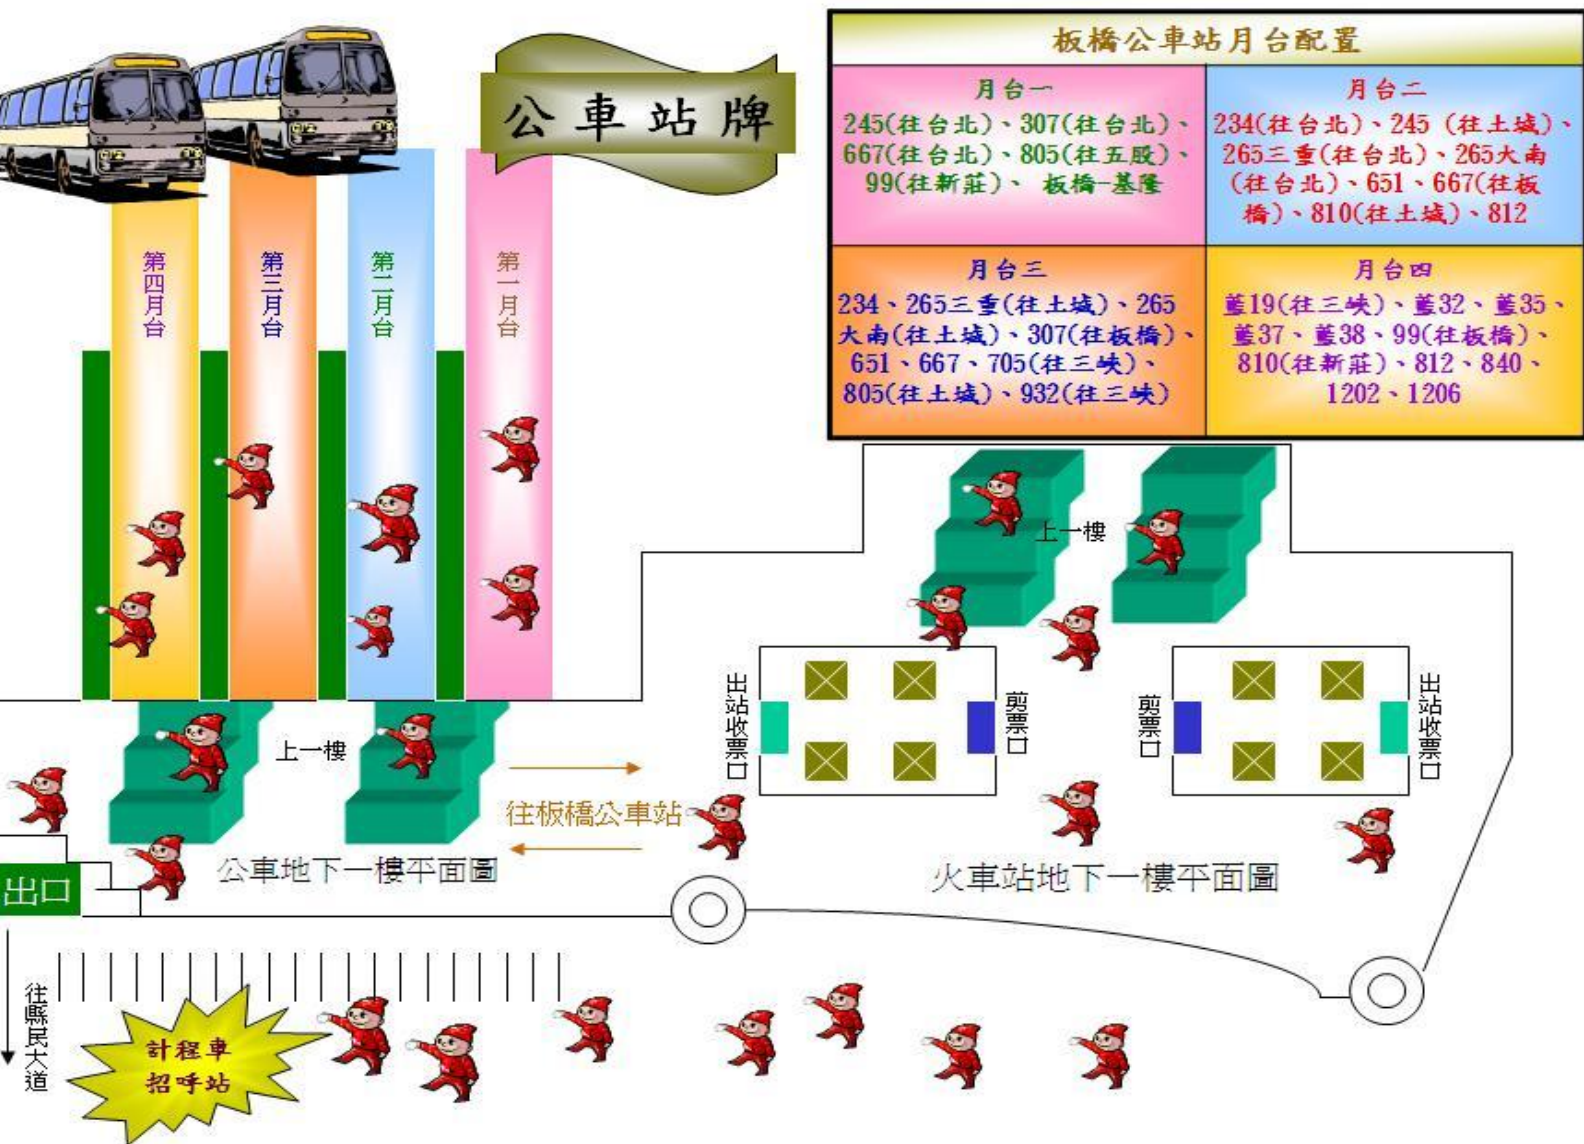 公車站牌
板橋公車站月台配置
月台一
245(往台北)、307(往台北)、
667(往台北)、805(往五股)、
99(往新莊)、 板橋-基隆
月台二
234(往台北)、245 (往土城)、
265三重(往台北)、265大南
(往台北)、651、667(往板
橋)、810(往土城)、812
月台三
234、265三重(往土城)、265
大南(往土城)、307(往板橋)、
651、667、705(往三峽)、
805(往土城)、932(往三峽)
月台四
藍19(往三峽)、藍32、藍35、
藍37、藍38、99(往板橋)、
810(往新莊)、812、840、
1202、1206
第四月台
第三月台
第二月台
第一月台
上一樓
上一樓
出站收票口
剪票口
剪票口
出站收票口
往板橋公車站
公車地下一樓平面圖
火車站地下一樓平面圖
出口
往縣民大道
計程車
招呼站